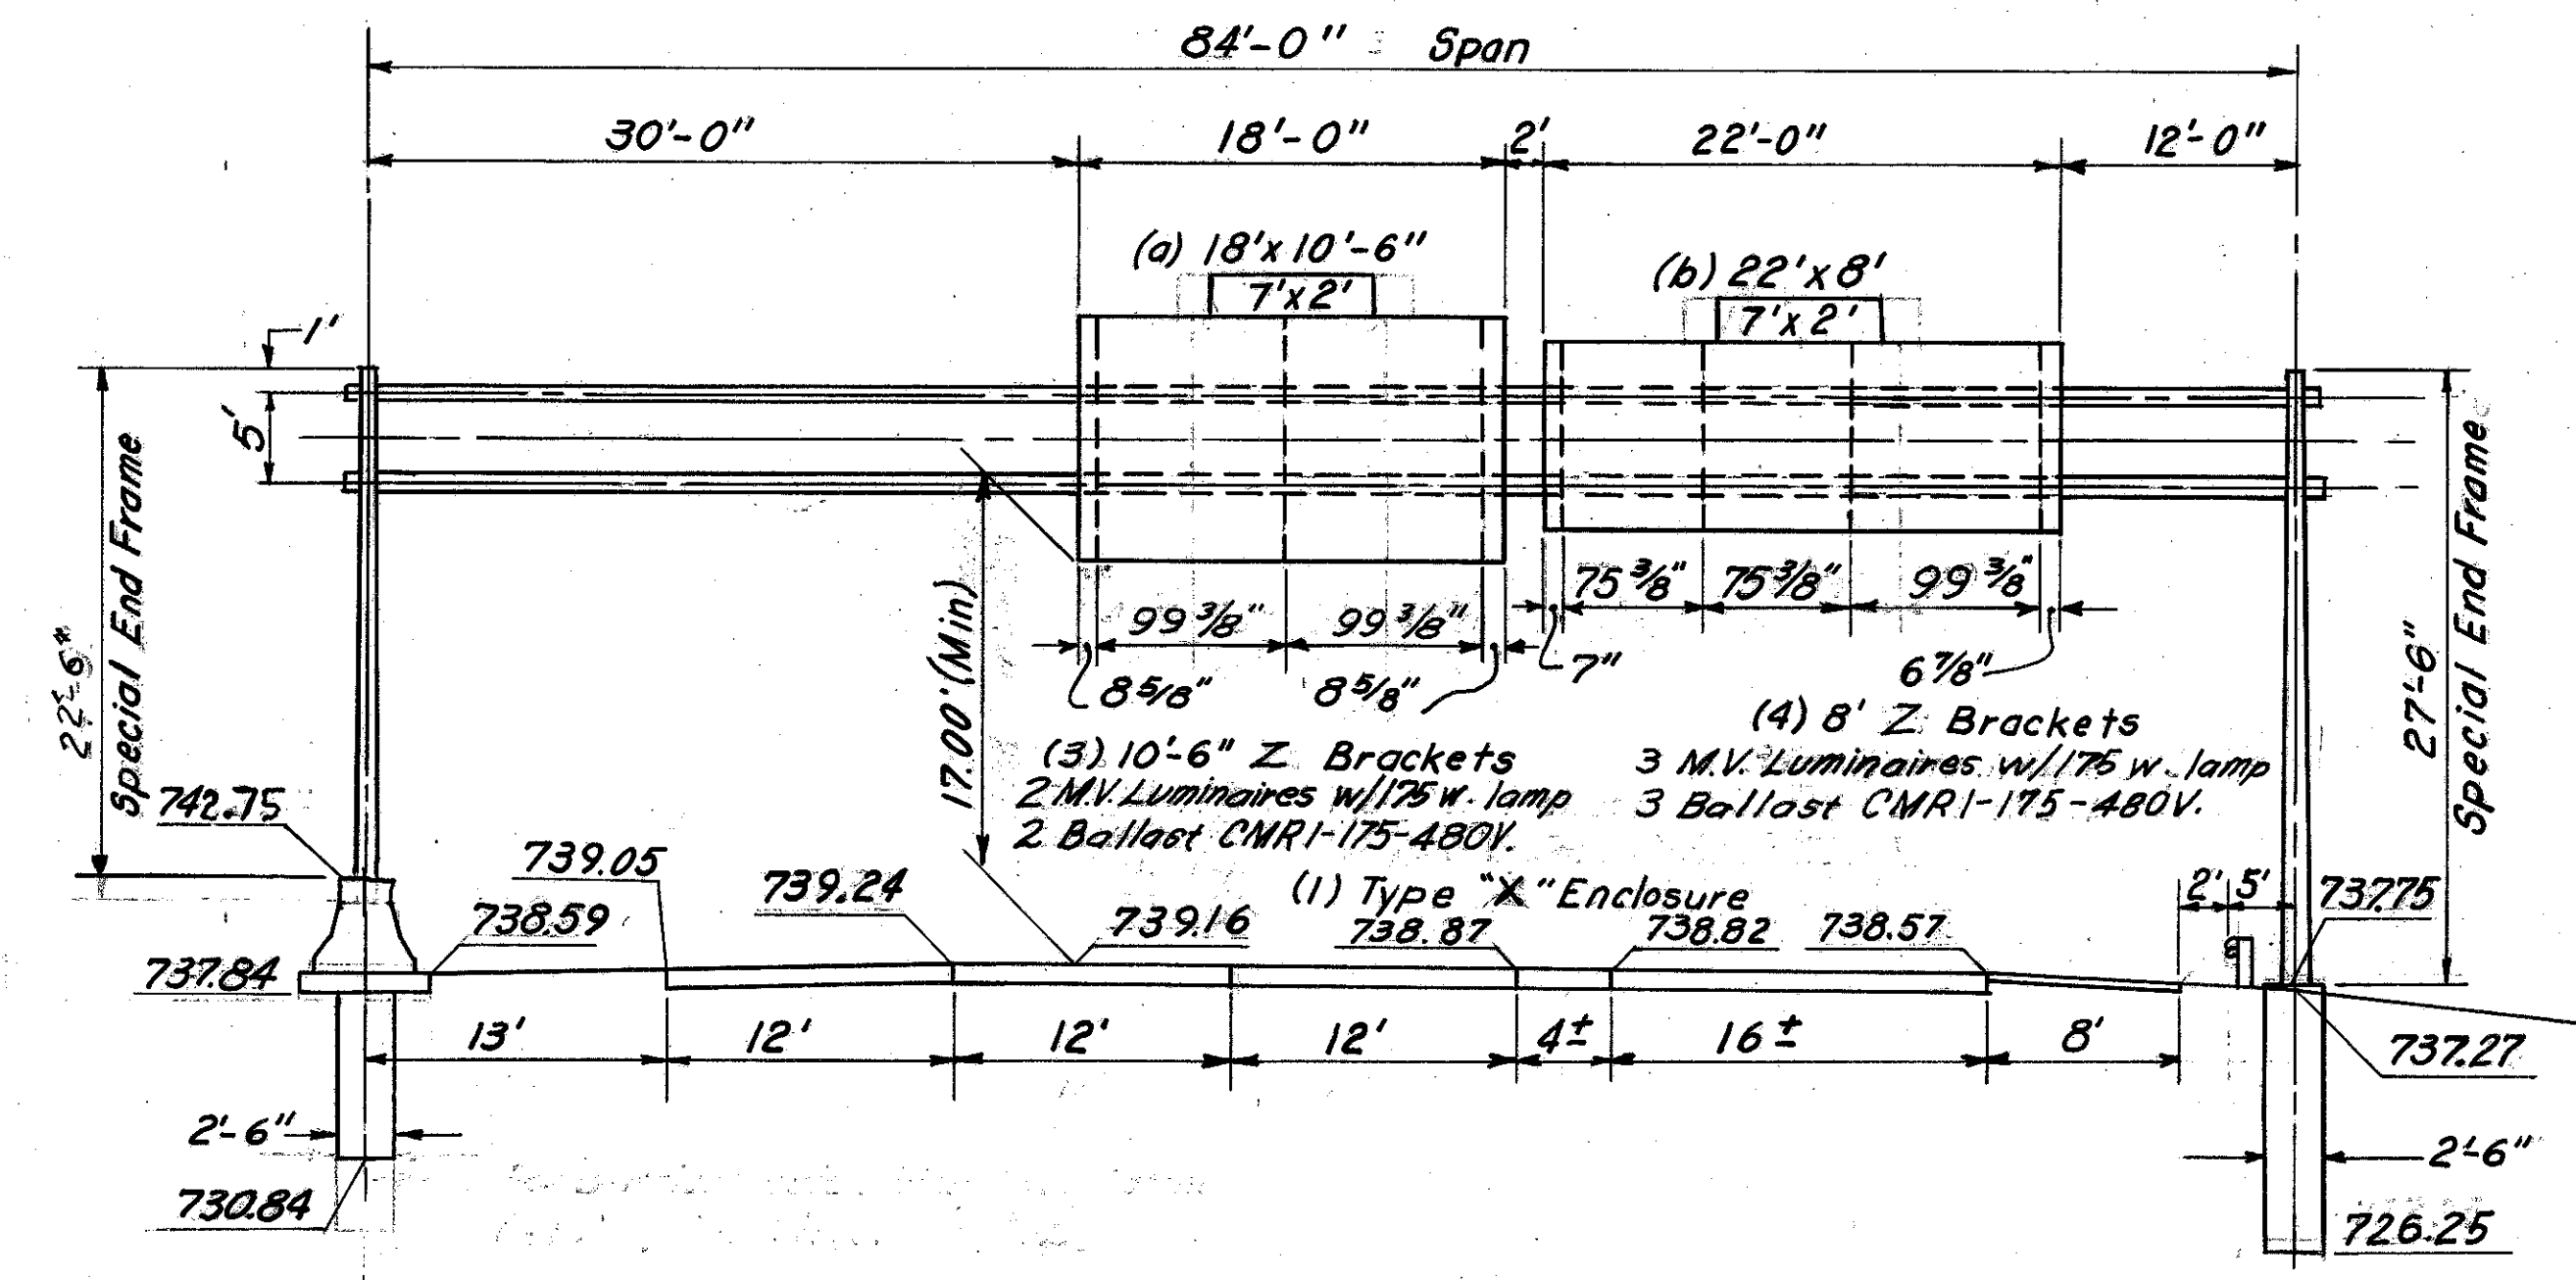 84'-0" Span
30'-0" 18'-0" 2' 22'-0" 12'-0"
(a) 18'x 10'-6"
7'x2'
(b) 22'x8'
7'x2'
1'
5'
22'-6"
Special End Frame
27'-6"
Special End Frame
17.00' (Min)
99 3/8" 99 3/8"
8 5/8" 8 5/8"
75 3/8" 75 3/8" 99 3/8"
7" 6 7/8"
(3) 10'-6" Z Brackets
2 M.V. Luminaires w/175 w. lamp
2 Ballast CMR1-175-480V.
(4) 8' Z Brackets
3 M.V. Luminaires w/175 w. lamp
3 Ballast CMR1-175-480V.
(1) Type "X" Enclosure
742.75
738.59
739.05
739.24
739.16
738.87
738.82
738.57
2' 5'
737.75
737.84
737.27
13' 12' 12' 12' 4± 16± 8'
2'-6"
730.84
2'-6"
726.25